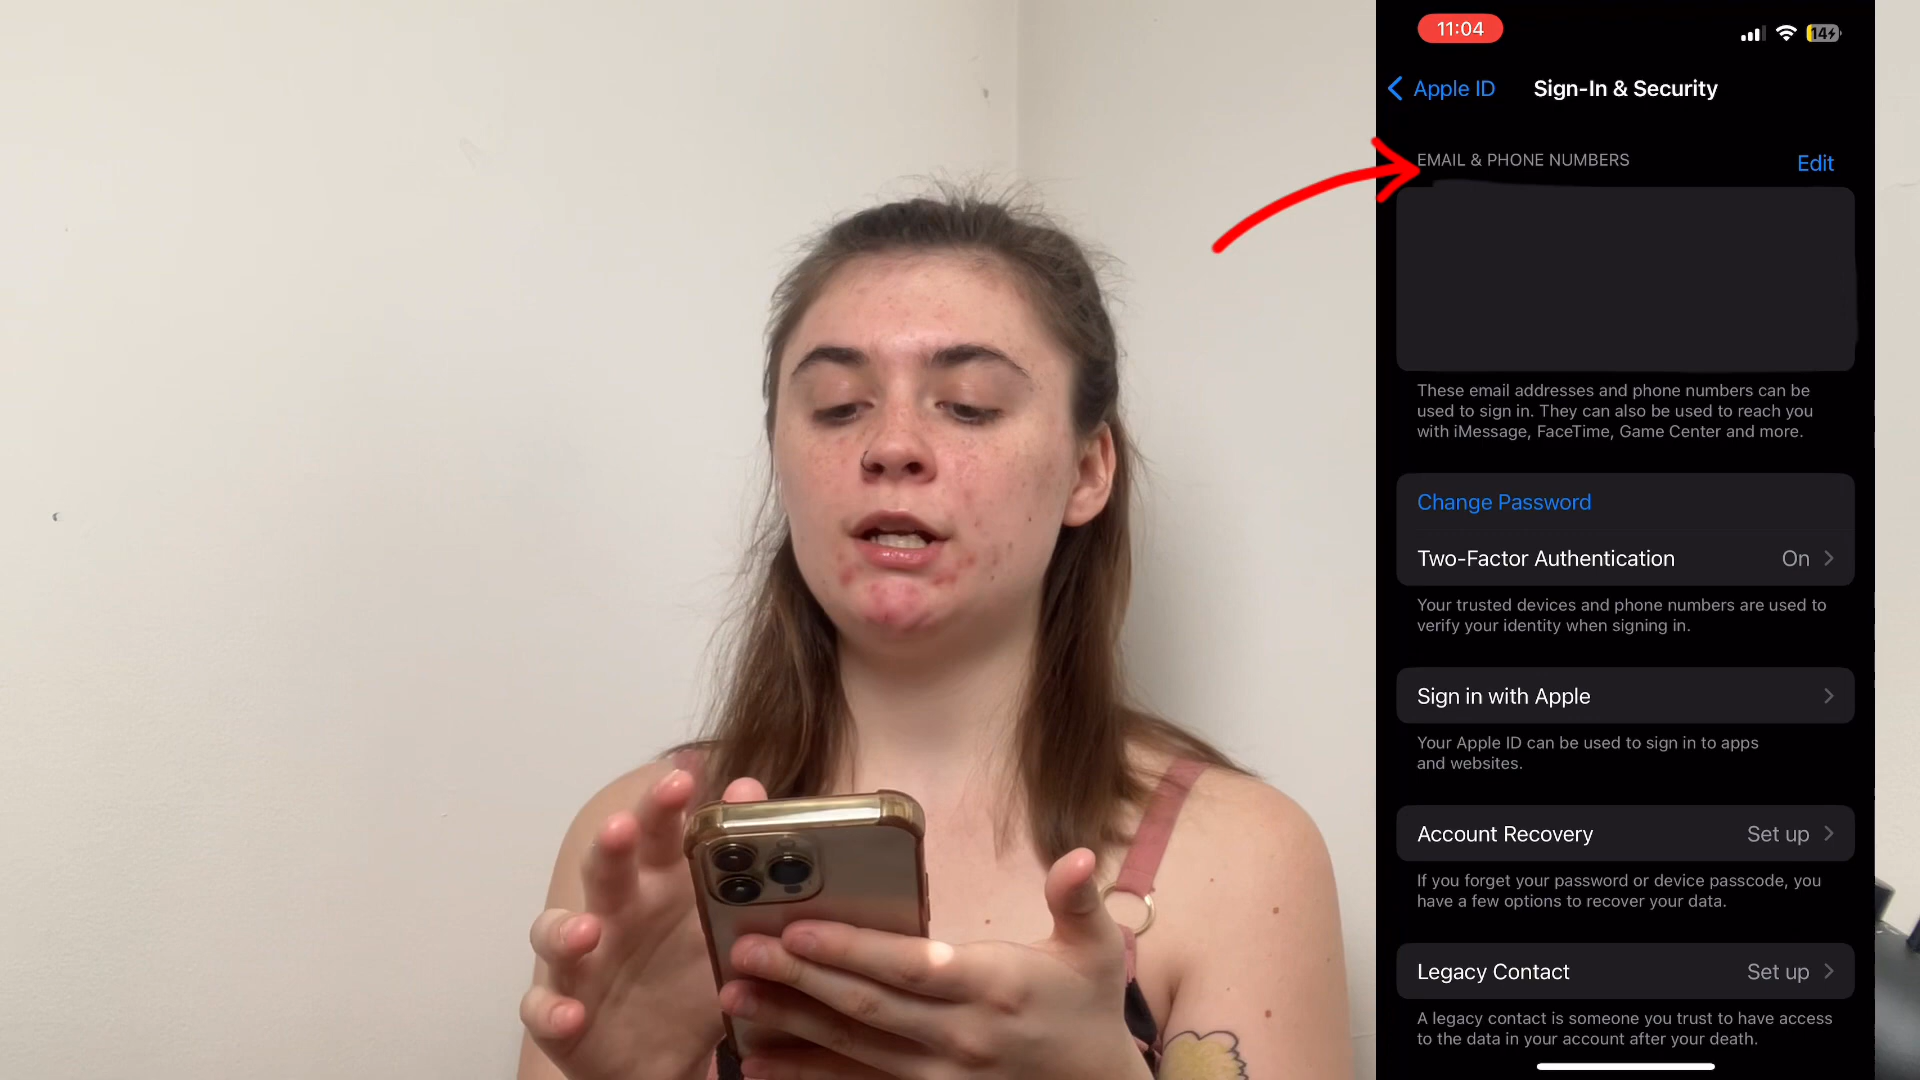 11:04
14
Apple ID
Sign-In & Security
EMAIL & PHONE NUMBERS
Edit
These email addresses and phone numbers can be
used to sign in. They can also be used to reach you
with iMessage, FaceTime, Game Center and more.
Change Password
Two-Factor Authentication
On
Your trusted devices and phone numbers are used to
verify your identity when signing in.
Sign in with Apple
Your Apple ID can be used to sign in to apps
and websites.
Account Recovery
Set up
If you forget your password or device passcode, you
have a few options to recover your data.
Legacy Contact
Set up
A legacy contact is someone you trust to have access
to the data in your account after your death.